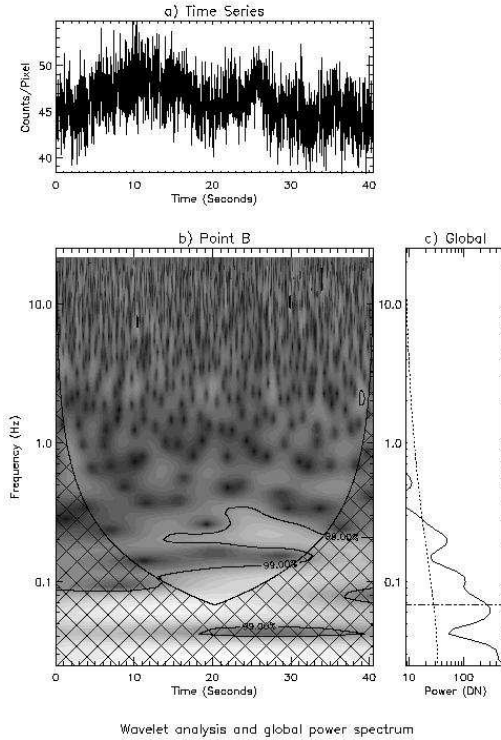 a) Time Series
50
45
40
Counts/Pixel
0 10 20 30 40
Time (Seconds)
b) Point B
c) Global
10.0
1.0
0.1
Frequency (Hz)
99.00%
99.00%
99.00%
0 10 20 30 40
Time (Seconds)
10.0
1.0
0.1
10 100
Power (DN)
Wavelet analysis and global power spectrum